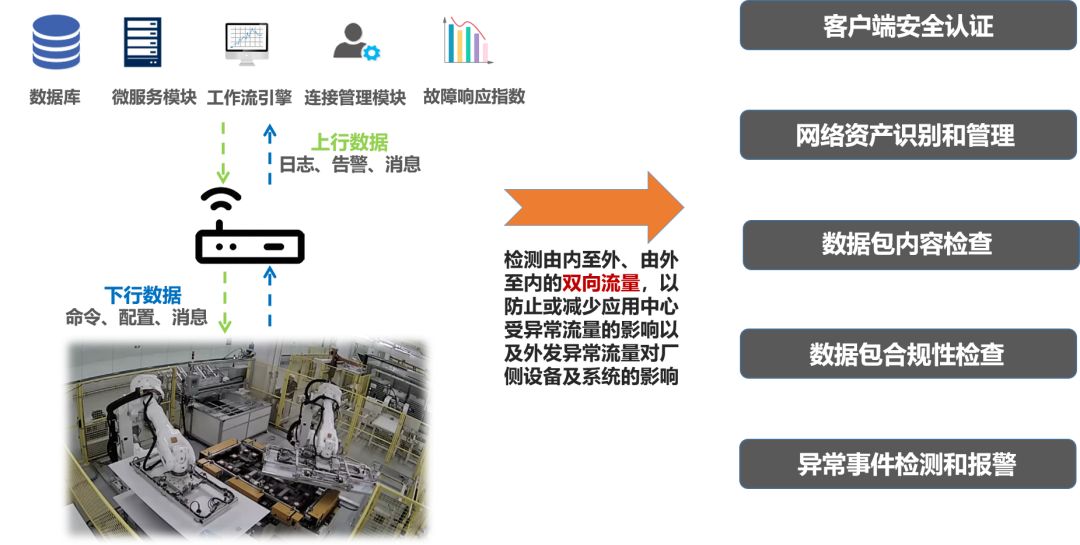 数据库
微服务模块
工作流引擎
连接管理模块
故障响应指数
上行数据
日志、告警、消息
下行数据
命令、配置、消息
检测由内至外、由外
至内的双向流量，以
防止或减少应用中心
受异常流量的影响以
及外发异常流量对厂
侧设备及系统的影响
客户端安全认证
网络资产识别和管理
数据包内容检查
数据包合规性检查
异常事件检测和报警